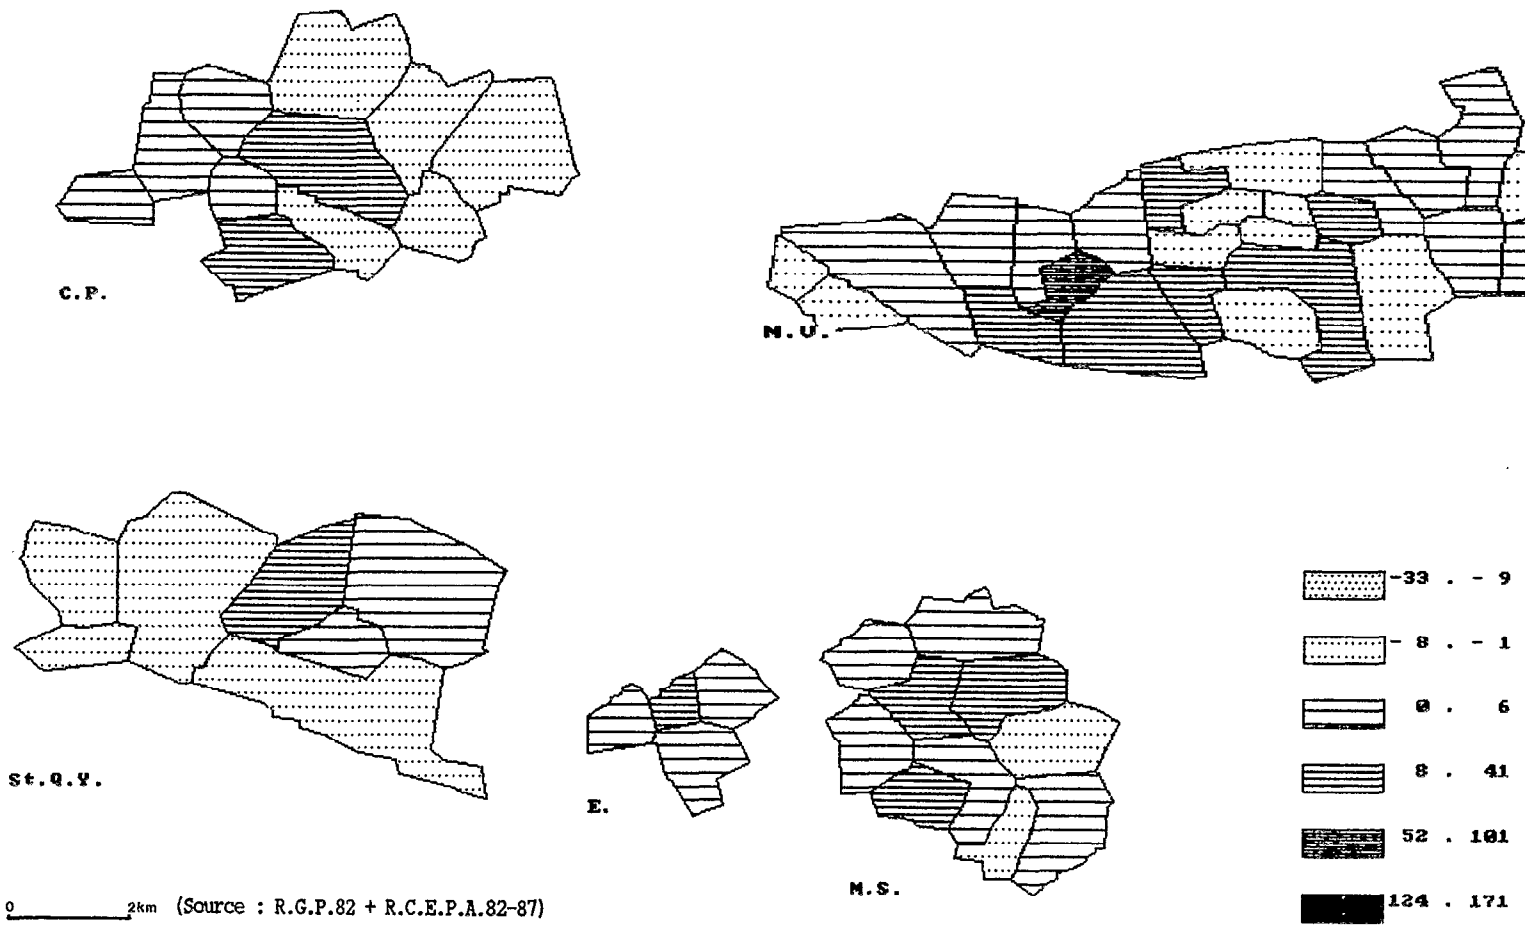 C.P.
M.U.
St.Q.Y.
E.
M.S.
-33 . - 9
- 8 . - 1
0 . 6
8 . 41
52 . 101
124 . 171
0 2km (Source : R.G.P.82 + R.C.E.P.A.82-87)